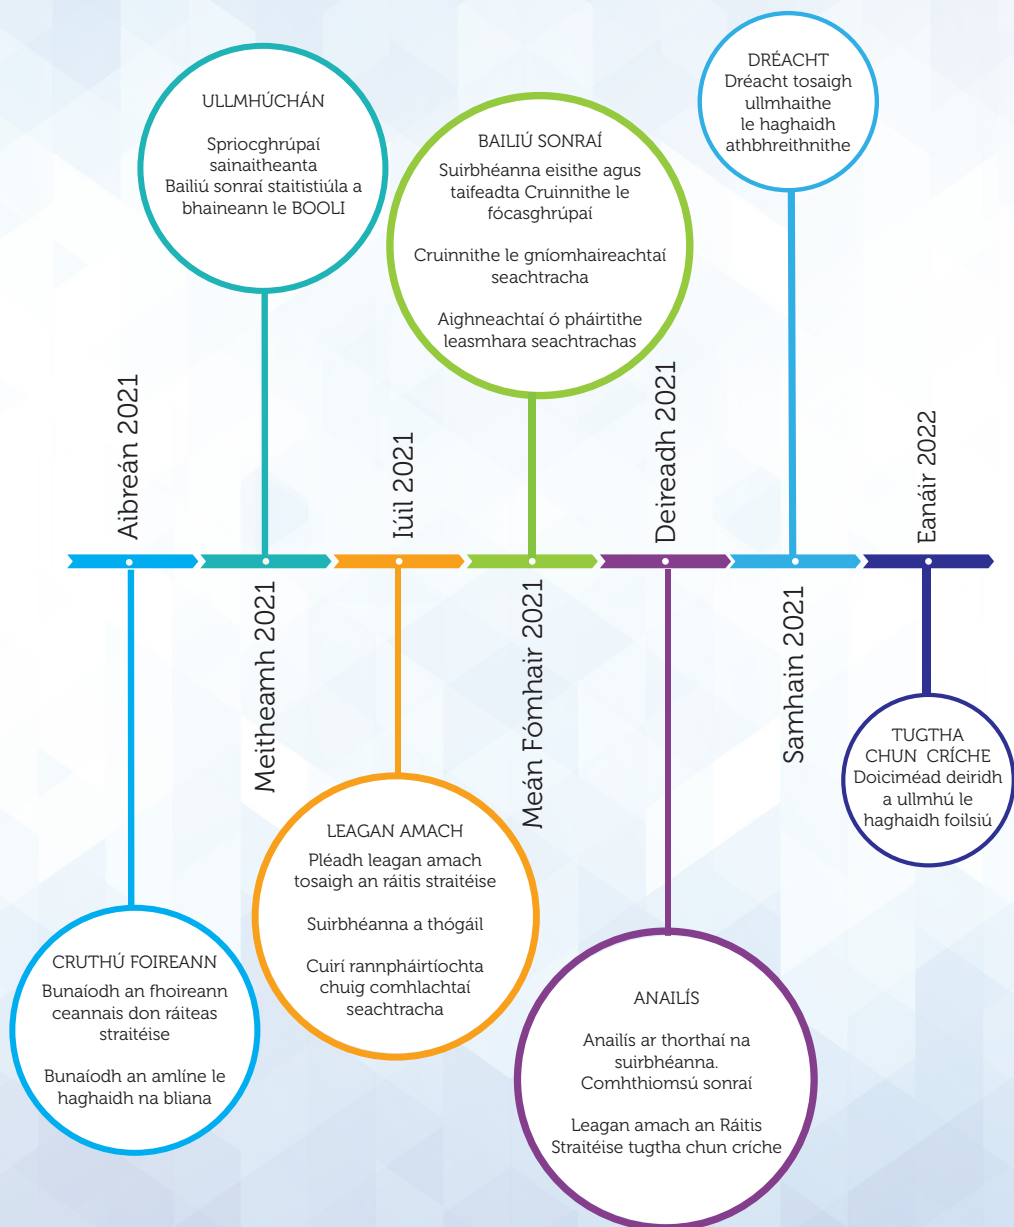 Aibreán 2021
CRUTHÚ FOIREANN
Bunaíodh an fhoireann
ceannais don ráiteas
straitéise
Bunaíodh an amlíne le
haghaidh na bliana
Meitheamh 2021
ULLMHÚCHÁN
Spriocghrúpaí
sainaitheanta
Bailiú sonraí staitistiúla a
bhaineann le BOOLI
Iúil 2021
LEAGAN AMACH
Pléadh leagan amach
tosaigh an ráitis straitéise
Suirbhéanna a thógáil
Cuirí rannpháirtíochta
chuig comhlachtaí
seachtracha
Meán Fómhair 2021
BAILIÚ SONRAÍ
Suirbhéanna eisithe agus
taifeadta Cruinnithe le
fócasghrúpaí
Cruinnithe le gníomhaireachtaí
seachtracha
Aighneachtaí ó pháirtithe
leasmhara seachtrachas
Deireadh 2021
ANAILÍS
Anailís ar thorthaí na
suirbhéanna.
Comhthiomsú sonraí
Leagan amach an Ráitis
Straitéise tugtha chun críche
Samhain 2021
DRÉACHT
Dréacht tosaigh
ullmhaithe
le haghaidh
athbhreithnithe
Eanáir 2022
TUGTHA
CHUN CRÍCHE
Doiciméad deiridh
a ullmhú le
haghaidh foilsiú